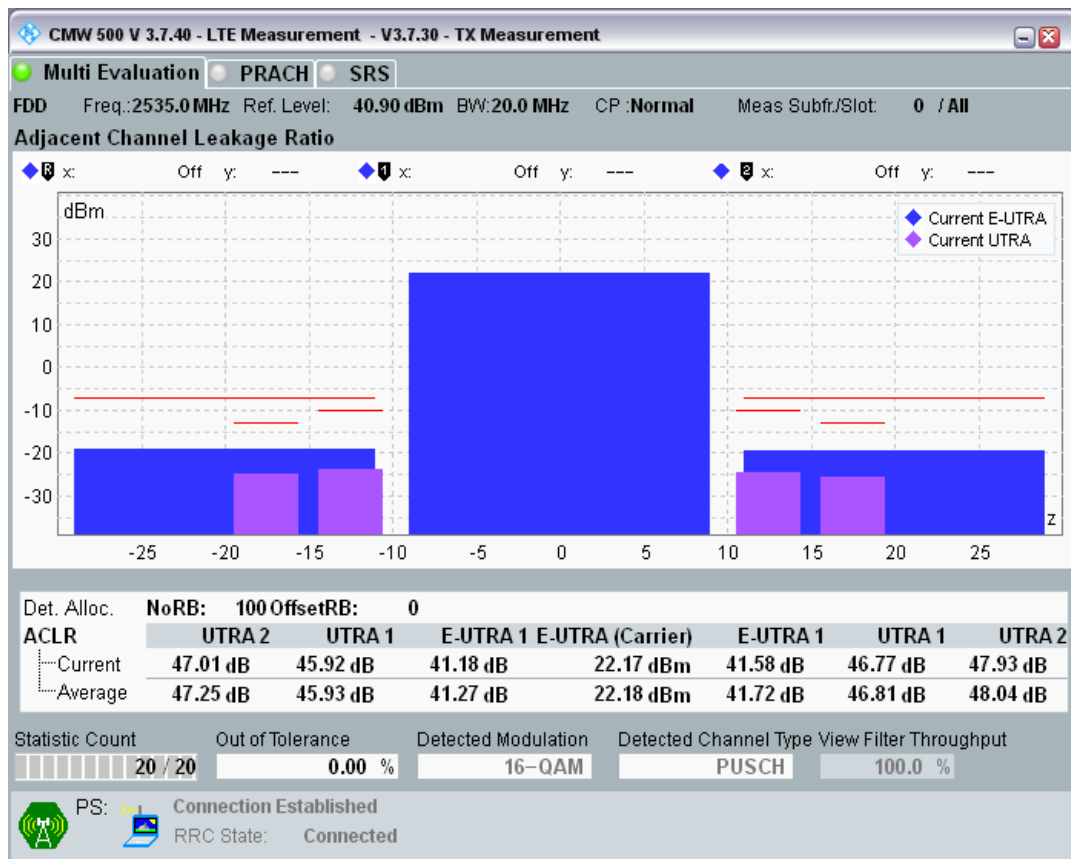 CMW 500 V 3.7.40 - LTE Measurement - V3.7.30 - TX Measurement
Multi Evaluation PRACH SRS
FDD Freq.:2535.0 MHz Ref. Level: 40.90 dBm BW:20.0 MHz CP :Normal Meas Subfr./Slot: 0 / All
Adjacent Channel Leakage Ratio
R x: Off y: --- 1 x: Off y: --- 2 x: Off y: ---
dBm
Current E-UTRA
Current UTRA
30
20
10
0
-10
-20
-30
z
-25 -20 -15 -10 -5 0 5 10 15 20 25
Det. Alloc. NoRB: 100 OffsetRB: 0
ACLR UTRA 2 UTRA 1 E-UTRA 1 E-UTRA (Carrier) E-UTRA 1 UTRA 1 UTRA 2
Current 47.01 dB 45.92 dB 41.18 dB 22.17 dBm 41.58 dB 46.77 dB 47.93 dB
Average 47.25 dB 45.93 dB 41.27 dB 22.18 dBm 41.72 dB 46.81 dB 48.04 dB
Statistic Count Out of Tolerance Detected Modulation Detected Channel Type View Filter Throughput
20 / 20 0.00 % 16-QAM PUSCH 100.0 %
PS: Connection Established
RRC State: Connected